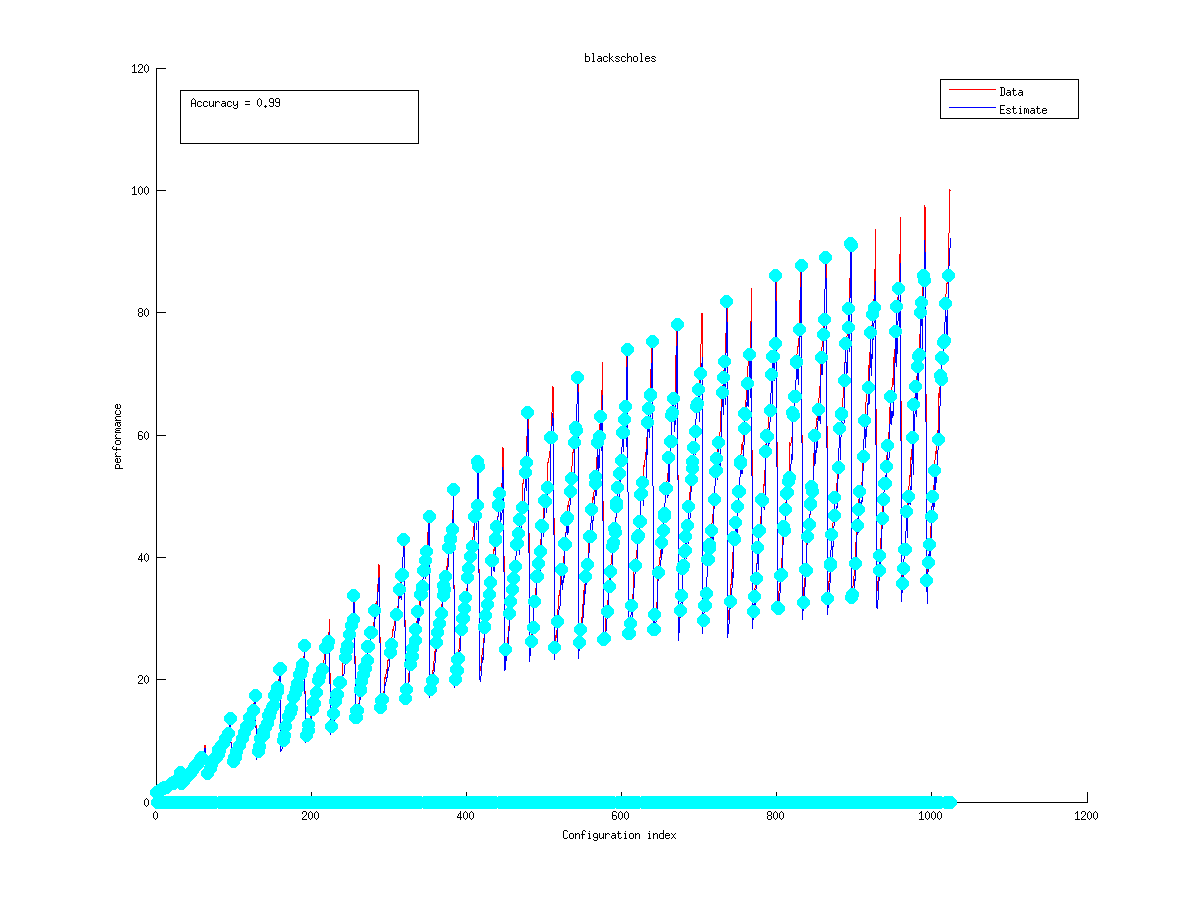 blackscholes
120
Accuracy = 0.99
Data
Estimate
100
80
60
performance
40
20
0
0 200 400 600 800 1000 1200
Configuration index